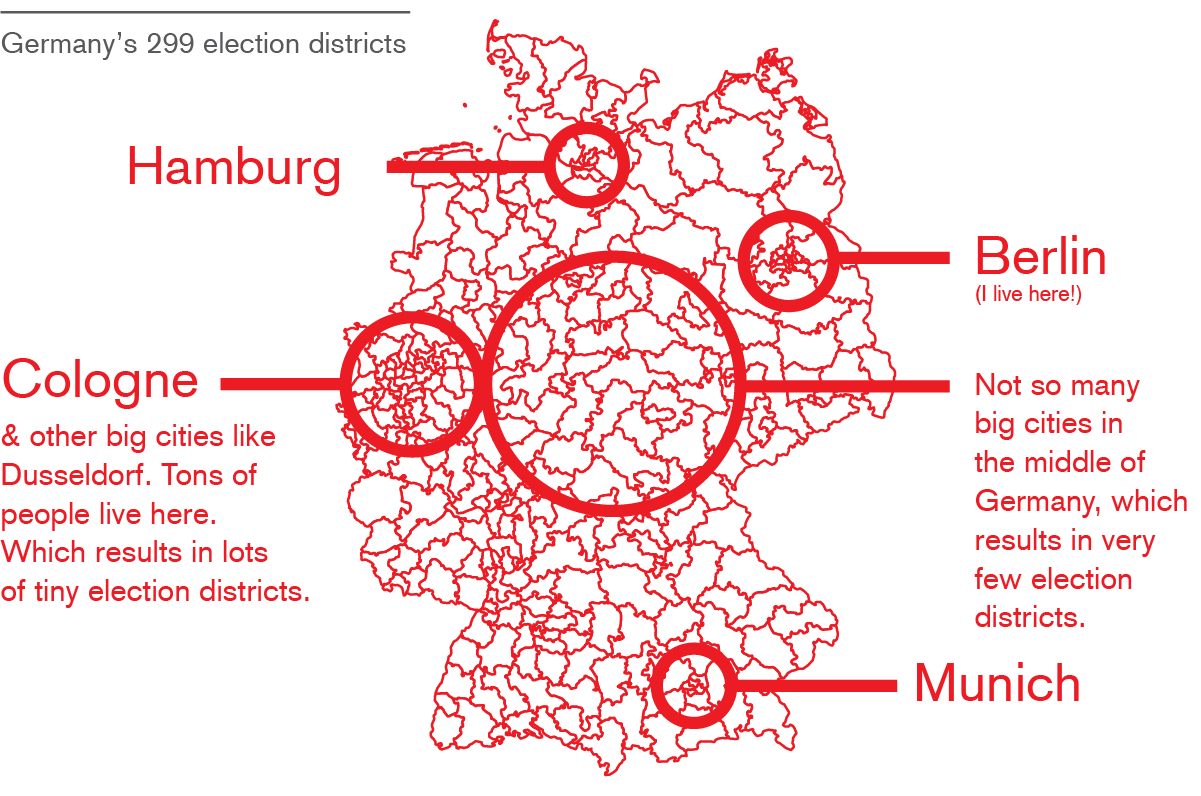 Germany’s 299 election districts
Hamburg
Berlin
(I live here!)
Cologne
& other big cities like
Dusseldorf. Tons of
people live here.
Which results in lots
of tiny election districts.
Not so many
big cities in
the middle of
Germany, which
results in very
few election
districts.
Munich